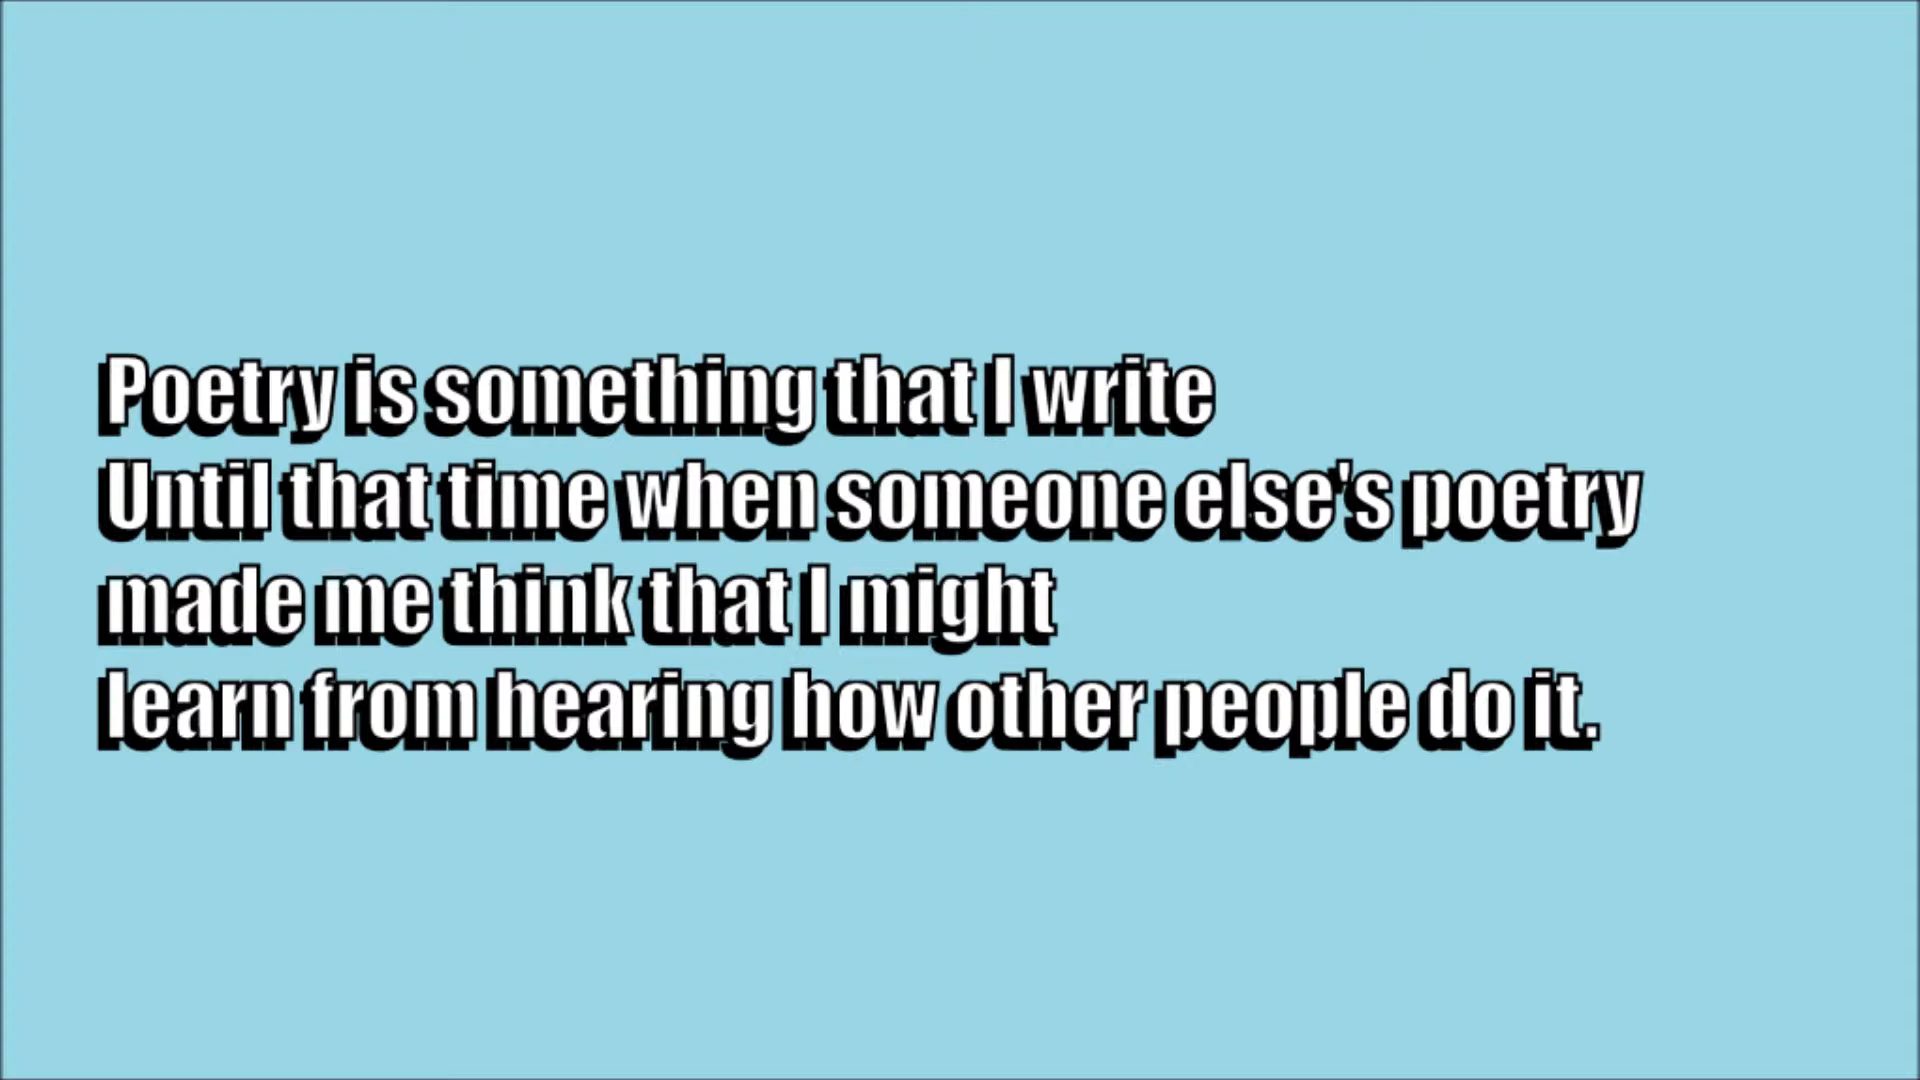 Poetry is something that I write
Until that time when someone else's poetry
made me think that I might
learn from hearing how other people do it.